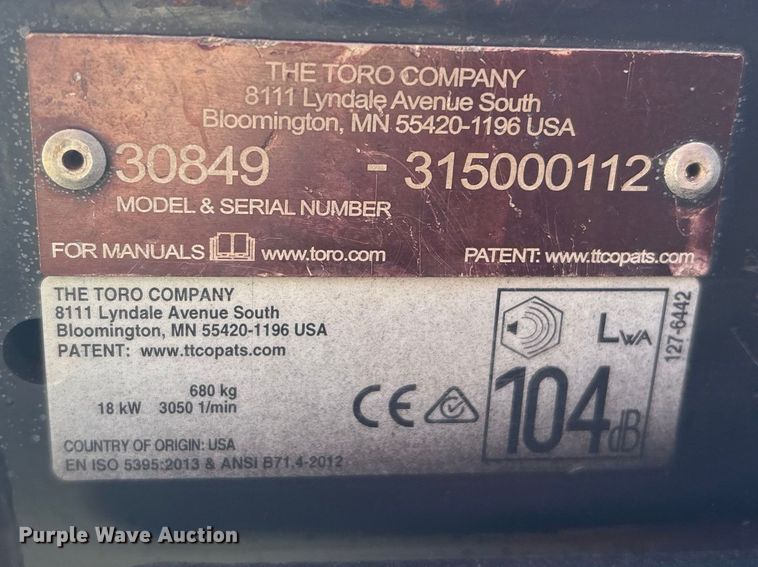 THE TORO COMPANY
8111 Lyndale Avenue South
Bloomington, MN 55420-1196 USA
30849 - 315000112
MODEL & SERIAL NUMBER
FOR MANUALS www.toro.com PATENT: www.ttcopats.com
THE TORO COMPANY
8111 Lyndale Avenue South
Bloomington, MN 55420-1196 USA
PATENT: www.ttcopats.com
680 kg
18 kW 3050 1/min
COUNTRY OF ORIGIN: USA
EN ISO 5395:2013 & ANSI B71.4-2012
CE
LWA
104 dB
127-6442
Purple Wave Auction